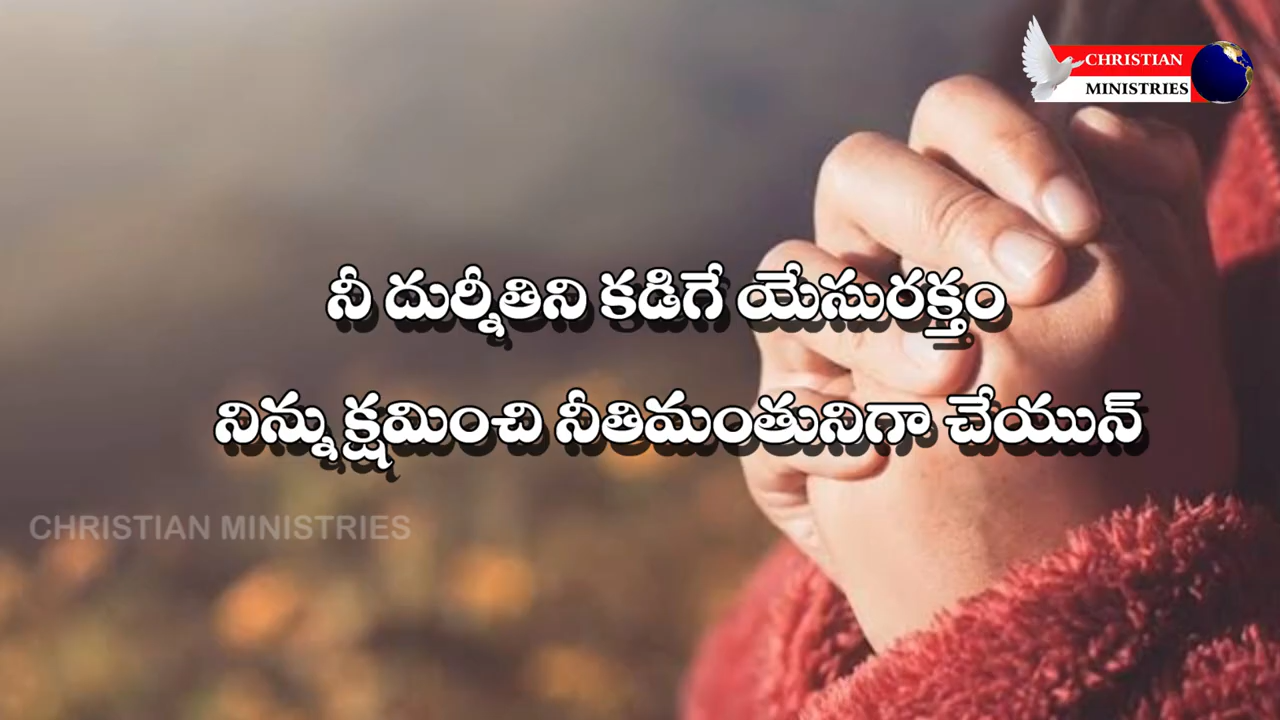 CHRISTIAN
MINISTRIES
నీ దుర్నీతిని కడిగే యేసురక్తం
నిన్ను క్షమించి నీతిమంతునిగా చేయున్
CHRISTIAN MINISTRIES